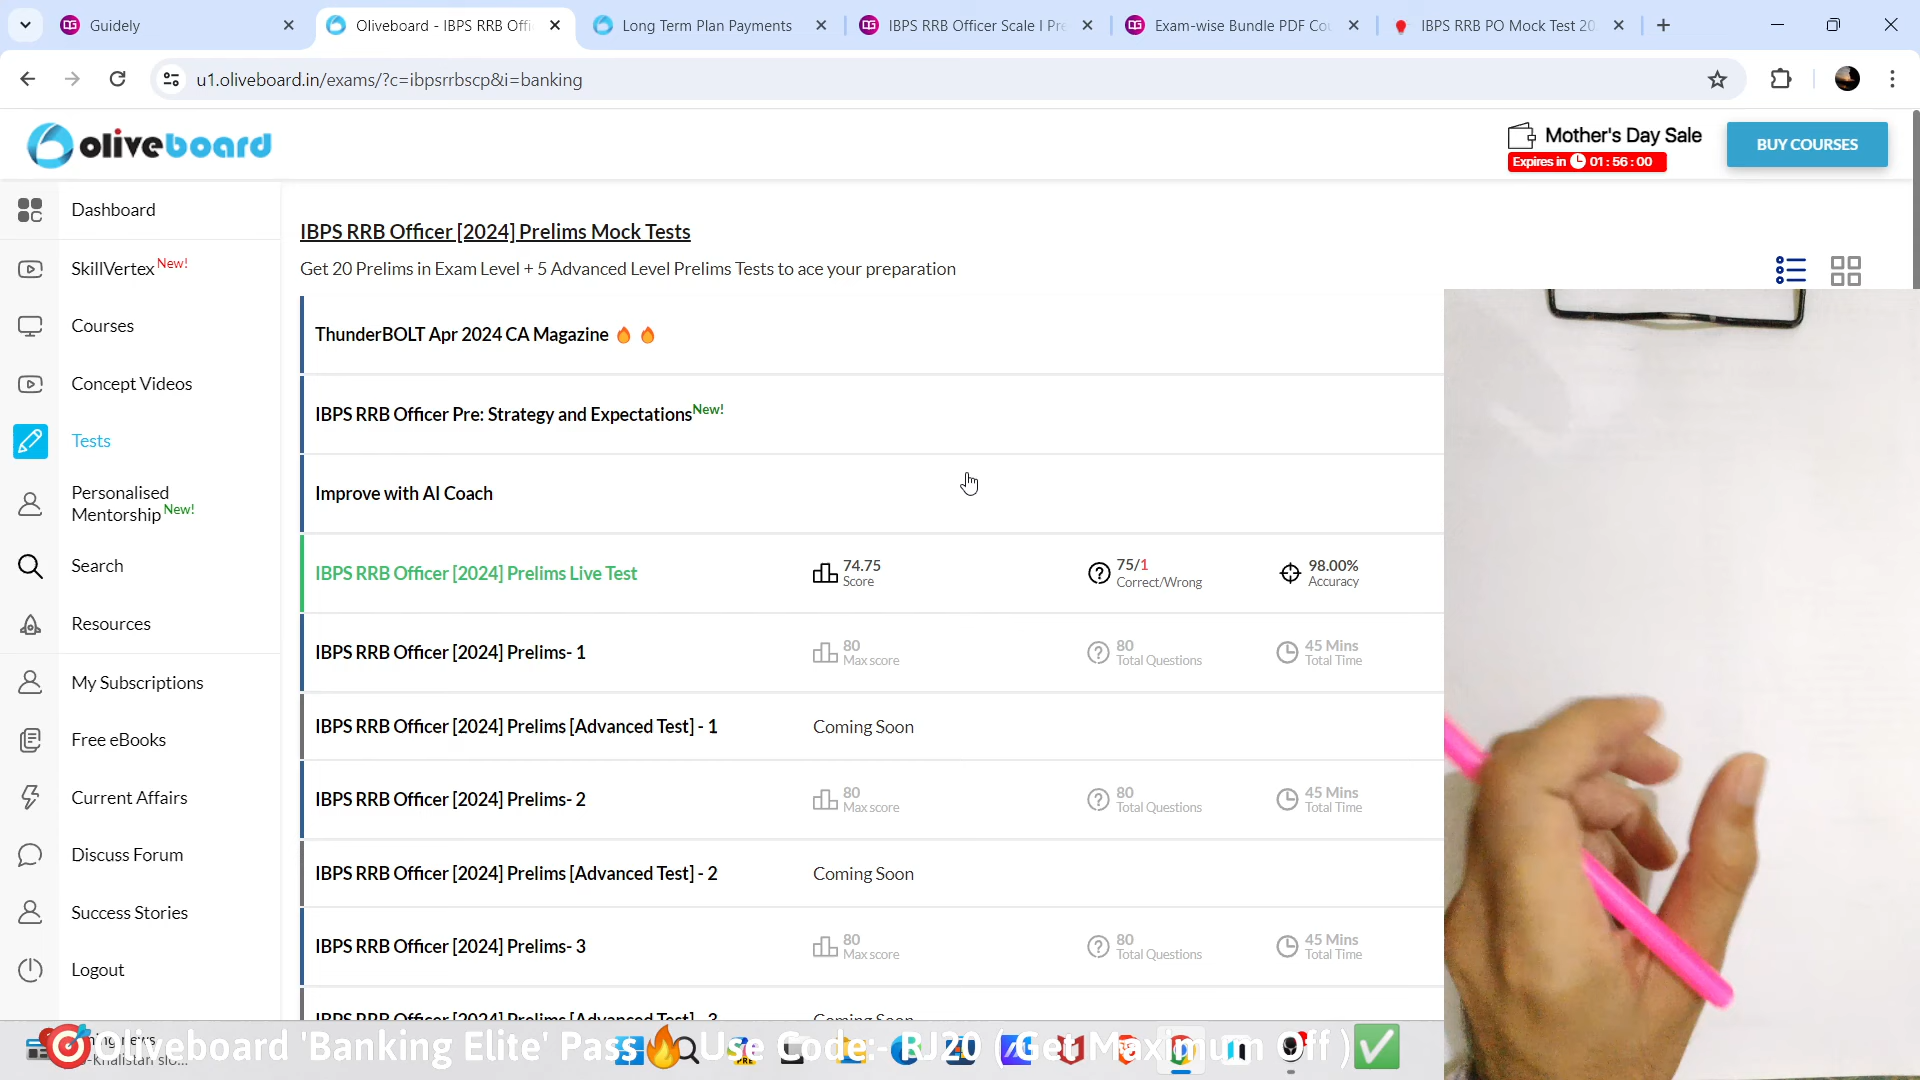 Guidely
Oliveboard - IBPS RRB Offi
Long Term Plan Payments
IBPS RRB Officer Scale I Pre
Exam-wise Bundle PDF Co
IBPS RRB PO Mock Test 20
u1.oliveboard.in/exams/?c=ibpsrrbscp&i=banking
oliveboard
Mother's Day Sale
Expires in 01 : 56 : 00
BUY COURSES
Dashboard
SkillVertex New!
Courses
Concept Videos
Tests
Personalised
Mentorship New!
Search
Resources
My Subscriptions
Free eBooks
Current Affairs
Discuss Forum
Success Stories
Logout
IBPS RRB Officer [2024] Prelims Mock Tests
Get 20 Prelims in Exam Level + 5 Advanced Level Prelims Tests to ace your preparation
ThunderBOLT Apr 2024 CA Magazine 🔥 🔥
IBPS RRB Officer Pre: Strategy and Expectations New!
Improve with AI Coach
IBPS RRB Officer [2024] Prelims Live Test
74.75
Score
75/1
Correct/Wrong
98.00%
Accuracy
IBPS RRB Officer [2024] Prelims- 1
80
Max score
80
Total Questions
45 Mins
Total Time
IBPS RRB Officer [2024] Prelims [Advanced Test] - 1
Coming Soon
IBPS RRB Officer [2024] Prelims- 2
80
Max score
80
Total Questions
45 Mins
Total Time
IBPS RRB Officer [2024] Prelims [Advanced Test] - 2
Coming Soon
IBPS RRB Officer [2024] Prelims- 3
80
Max score
80
Total Questions
45 Mins
Total Time
IBPS RRB Officer [2024] Prelims [Advanced Test] - 3
Coming Soon
🎯Oliveboard 'Banking Elite' Pass🔥Use Code:- RJ20 ( Get Maximum Off )✅